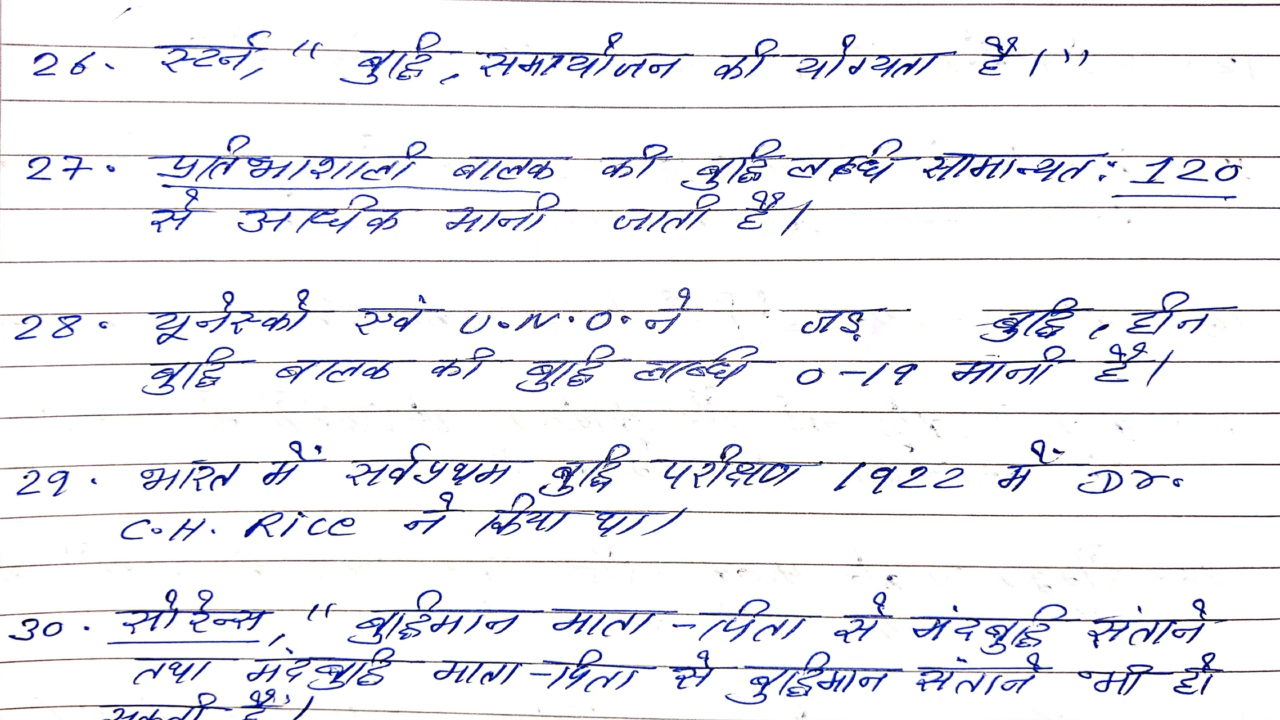 26. स्टर्न, " बुद्धि, समायोजन की योग्यता है।"
27. प्रतिभाशाली बालक की बुद्धि लब्धि सामान्यत: 120
से अधिक मानी जाती है।
28. यूनेस्को एवं U.N.O. ने जड़ बुद्धि, हीन
बुद्धि बालक की बुद्धि लब्धि 0-19 मानी है।
29. भारत में सर्वप्रथम बुद्धि परीक्षण 1922 में Dr.
C.H. Rice ने किया था।
30. सोरेन्स, " बुद्धिमान माता-पिता से मंदबुद्धि संताने
तथा मंदबुद्धि माता-पिता से बुद्धिमान संताने भी हो
सकती है।